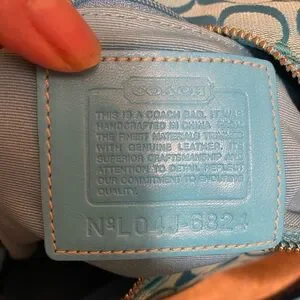 COACH
THIS IS A COACH BAG. IT WAS
HANDCRAFTED IN CHINA FROM
THE FINEST MATERIALS TRIMMED
WITH GENUINE LEATHER. ITS
SUPERIOR CRAFTSMANSHIP AND
ATTENTION TO DETAIL REFLECT
OUR COMMITMENT TO ENDURING
QUALITY.
Nº L04J-6824